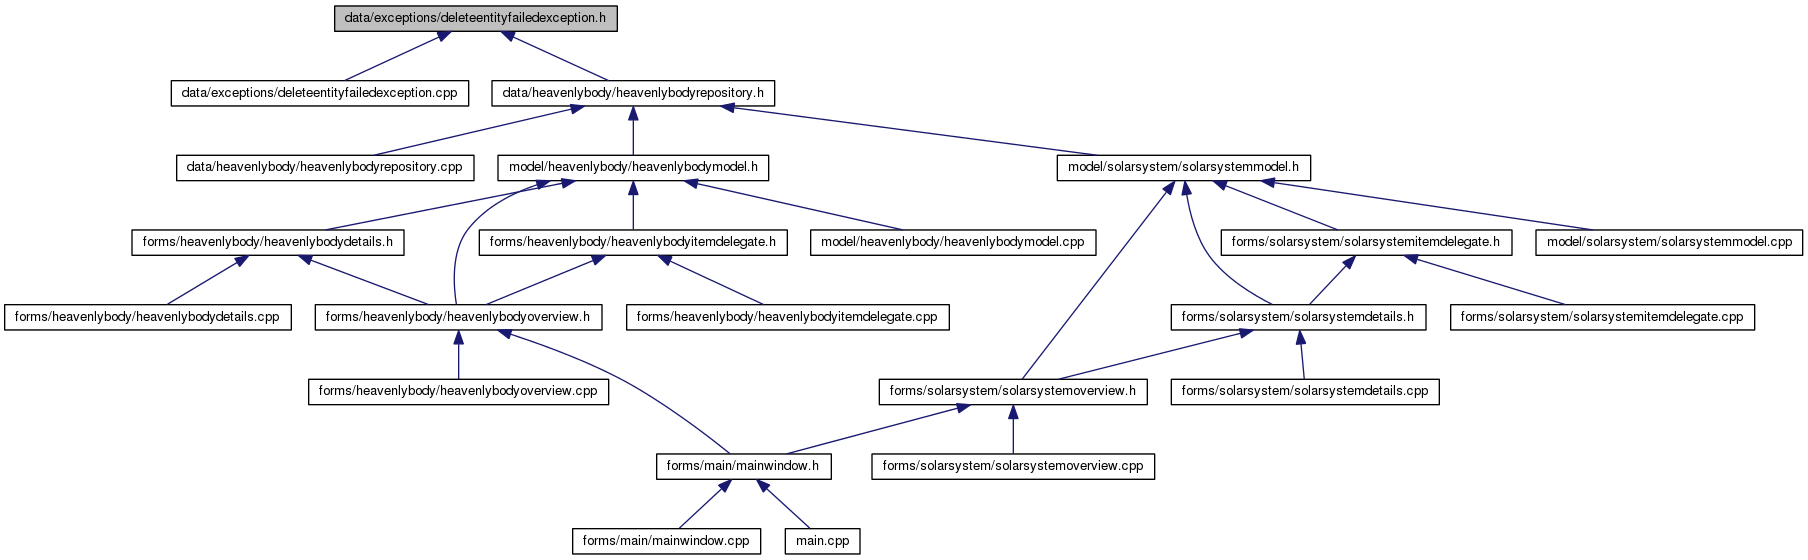 data/exceptions/deleteentityfailedexception.h
data/exceptions/deleteentityfailedexception.cpp
data/heavenlybody/heavenlybodyrepository.h
data/heavenlybody/heavenlybodyrepository.cpp
model/heavenlybody/heavenlybodymodel.h
model/solarsystem/solarsystemmodel.h
forms/heavenlybody/heavenlybodydetails.h
forms/heavenlybody/heavenlybodyitemdelegate.h
model/heavenlybody/heavenlybodymodel.cpp
forms/solarsystem/solarsystemitemdelegate.h
model/solarsystem/solarsystemmodel.cpp
forms/heavenlybody/heavenlybodydetails.cpp
forms/heavenlybody/heavenlybodyoverview.h
forms/heavenlybody/heavenlybodyitemdelegate.cpp
forms/solarsystem/solarsystemdetails.h
forms/solarsystem/solarsystemitemdelegate.cpp
forms/heavenlybody/heavenlybodyoverview.cpp
forms/solarsystem/solarsystemoverview.h
forms/solarsystem/solarsystemdetails.cpp
forms/main/mainwindow.h
forms/solarsystem/solarsystemoverview.cpp
forms/main/mainwindow.cpp
main.cpp